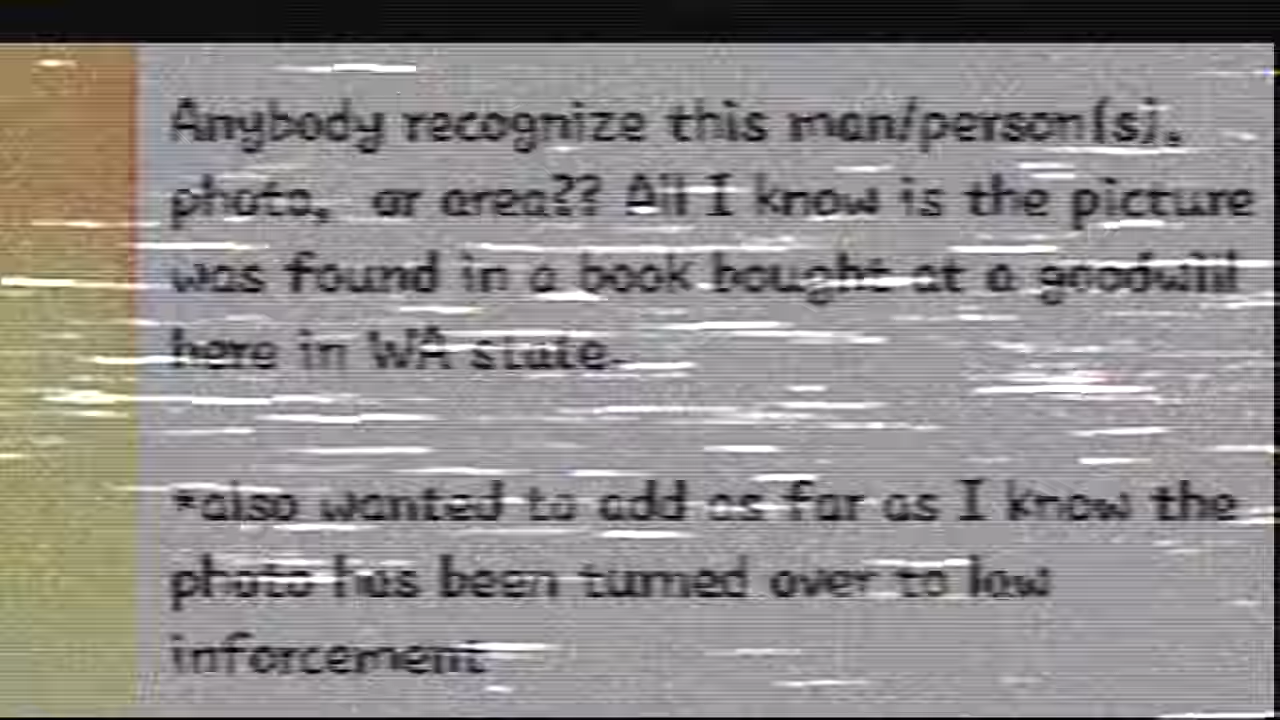 Anybody recognize this man/person(s),
photo, or area?? All I know is the picture
was found in a book bought at a goodwill
here in WA state.
*also wanted to add as far as I know the
photo has been turned over to law
inforcement